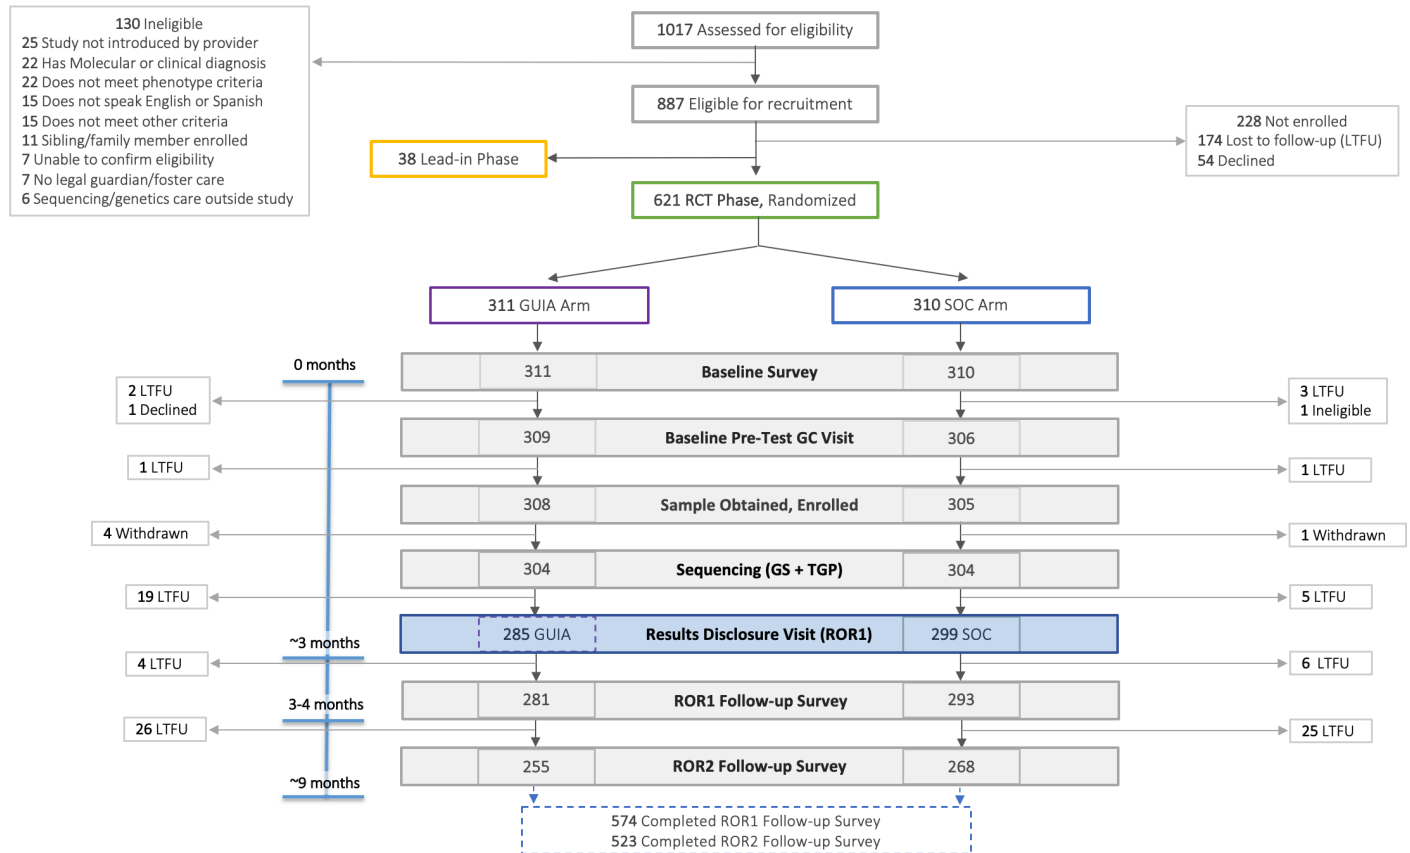 1017 Assessed for eligibility
130 Ineligible
25 Study not introduced by provider
22 Has Molecular or clinical diagnosis
22 Does not meet phenotype criteria
15 Does not speak English or Spanish
15 Does not meet other criteria
11 Sibling/family member enrolled
7 Unable to confirm eligibility
7 No legal guardian/foster care
6 Sequencing/genetics care outside study
887 Eligible for recruitment
228 Not enrolled
174 Lost to follow-up (LTFU)
54 Declined
38 Lead-in Phase
621 RCT Phase, Randomized
311 GUIA Arm
310 SOC Arm
0 months
311 Baseline Survey 310
2 LTFU
1 Declined
3 LTFU
1 Ineligible
309 Baseline Pre-Test GC Visit 306
1 LTFU
1 LTFU
308 Sample Obtained, Enrolled 305
4 Withdrawn
1 Withdrawn
304 Sequencing (GS + TGP) 304
19 LTFU
5 LTFU
285 GUIA Results Disclosure Visit (ROR1) 299 SOC
~3 months
4 LTFU
6 LTFU
281 ROR1 Follow-up Survey 293
3-4 months
26 LTFU
25 LTFU
255 ROR2 Follow-up Survey 268
~9 months
574 Completed ROR1 Follow-up Survey
523 Completed ROR2 Follow-up Survey